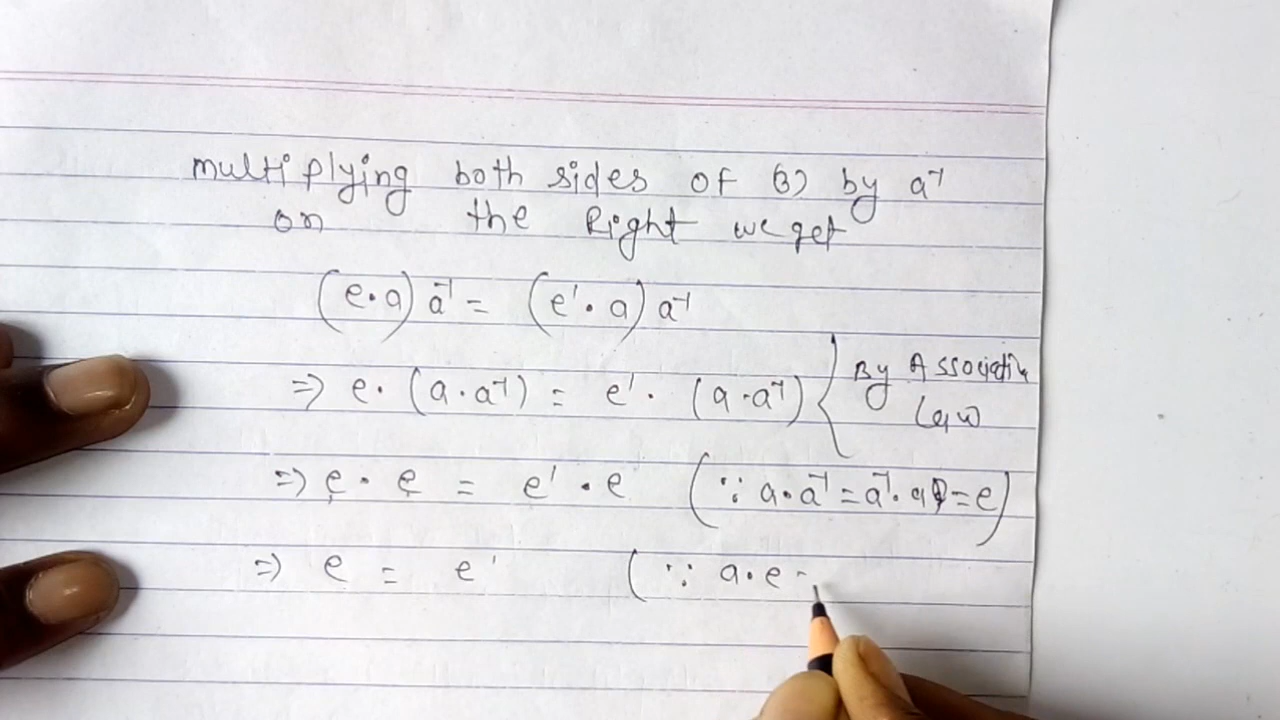 multiplying both sides of (3) by a⁻¹
on the Right we get
(e·a) a⁻¹ = (e'·a) a⁻¹
⇒ e·(a·a⁻¹) = e'·(a·a⁻¹) { By Associative Law
⇒ e·e = e'·e (∵ a·a⁻¹ = a⁻¹·a = e)
⇒ e = e' (∵ a·e =